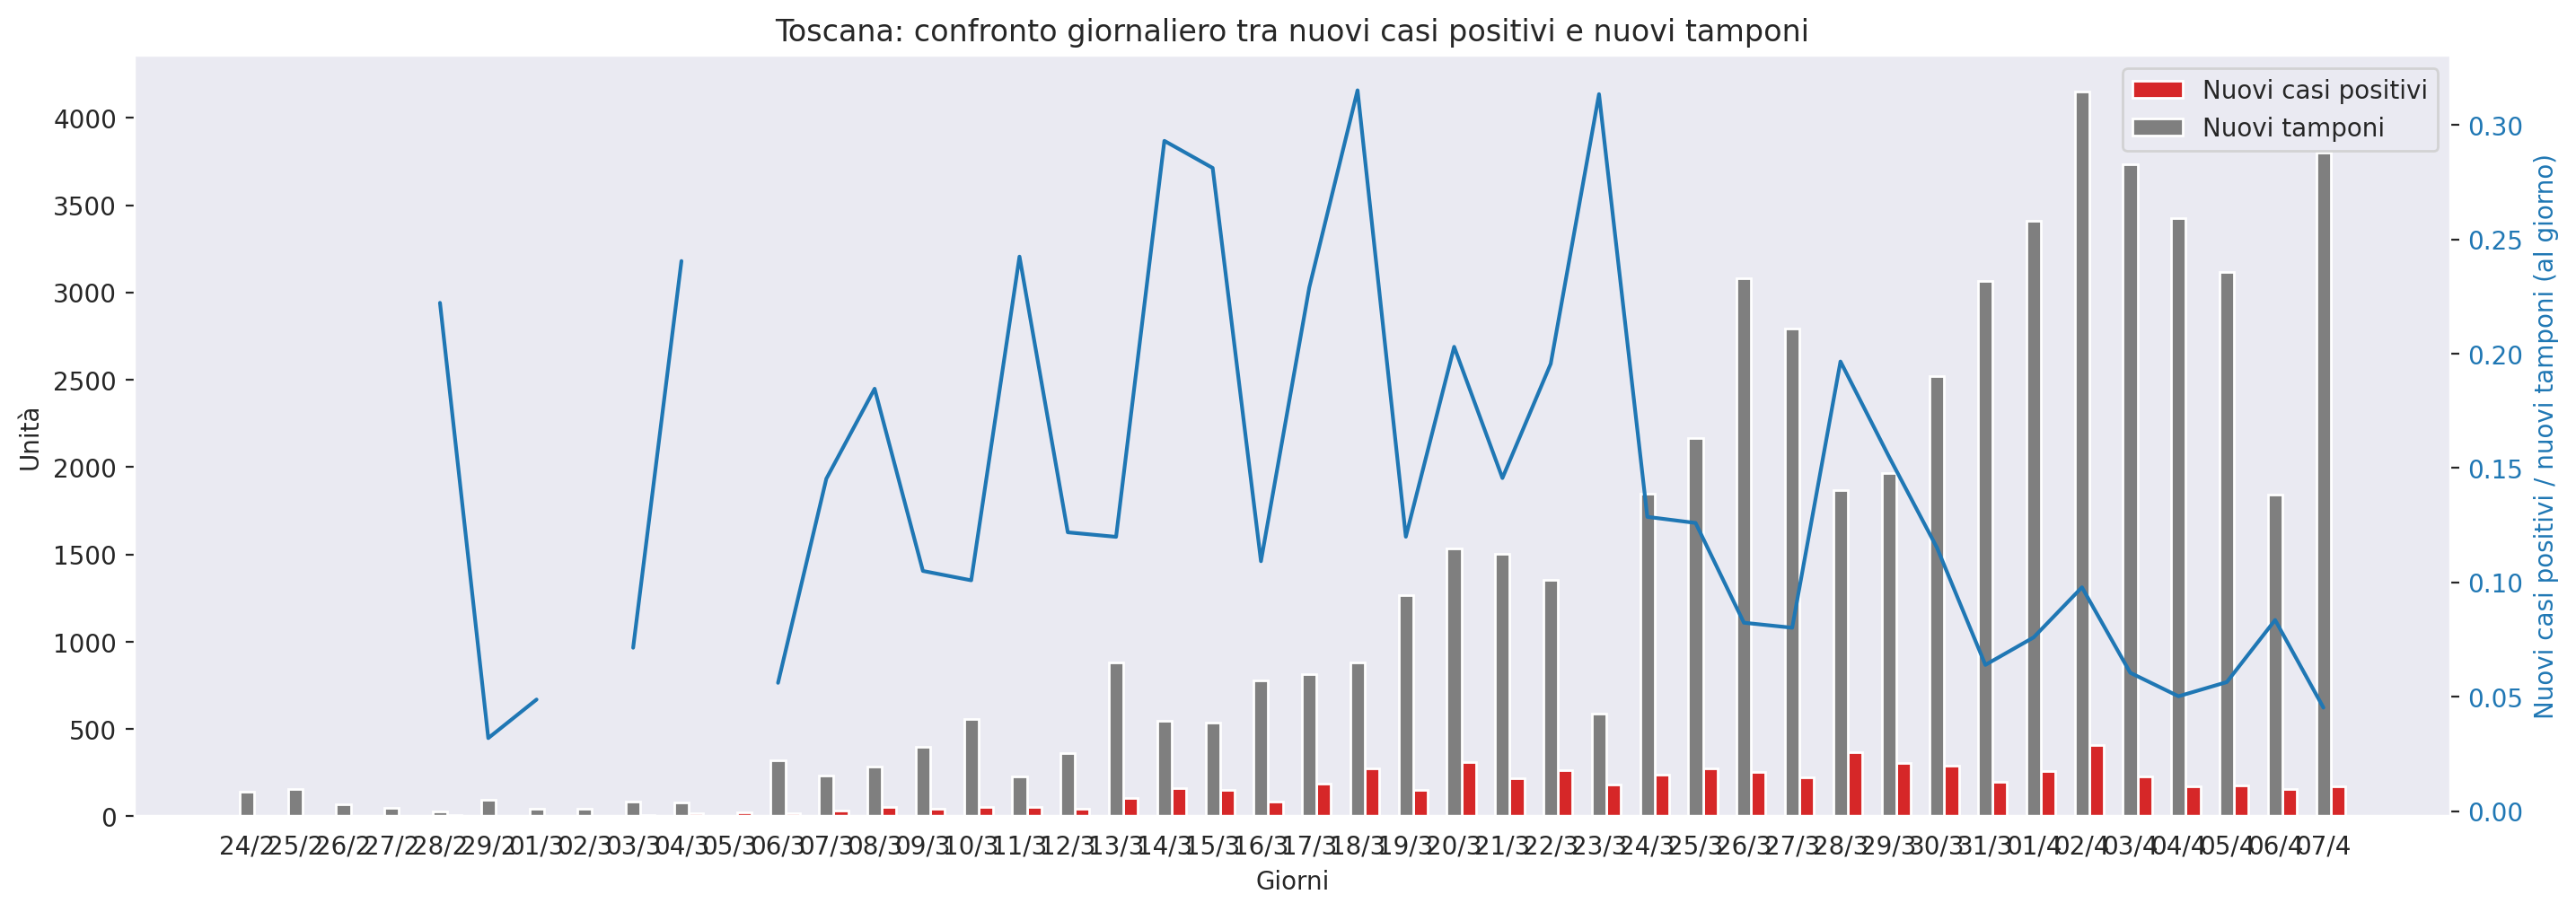 Toscana: confronto giornaliero tra nuovi casi positivi e nuovi tamponi
Nuovi casi positivi
Nuovi tamponi
4000
3500
3000
2500
2000
1500
1000
500
0
Unità
0.30
0.25
0.20
0.15
0.10
0.05
0.00
Nuovi casi positivi / nuovi tamponi (al giorno)
24/2 25/2 26/2 27/2 28/2 29/2 01/3 02/3 03/3 04/3 05/3 06/3 07/3 08/3 09/3 10/3 11/3 12/3 13/3 14/3 15/3 16/3 17/3 18/3 19/3 20/3 21/3 22/3 23/3 24/3 25/3 26/3 27/3 28/3 29/3 30/3 31/3 01/4 02/4 03/4 04/4 05/4 06/4 07/4
Giorni